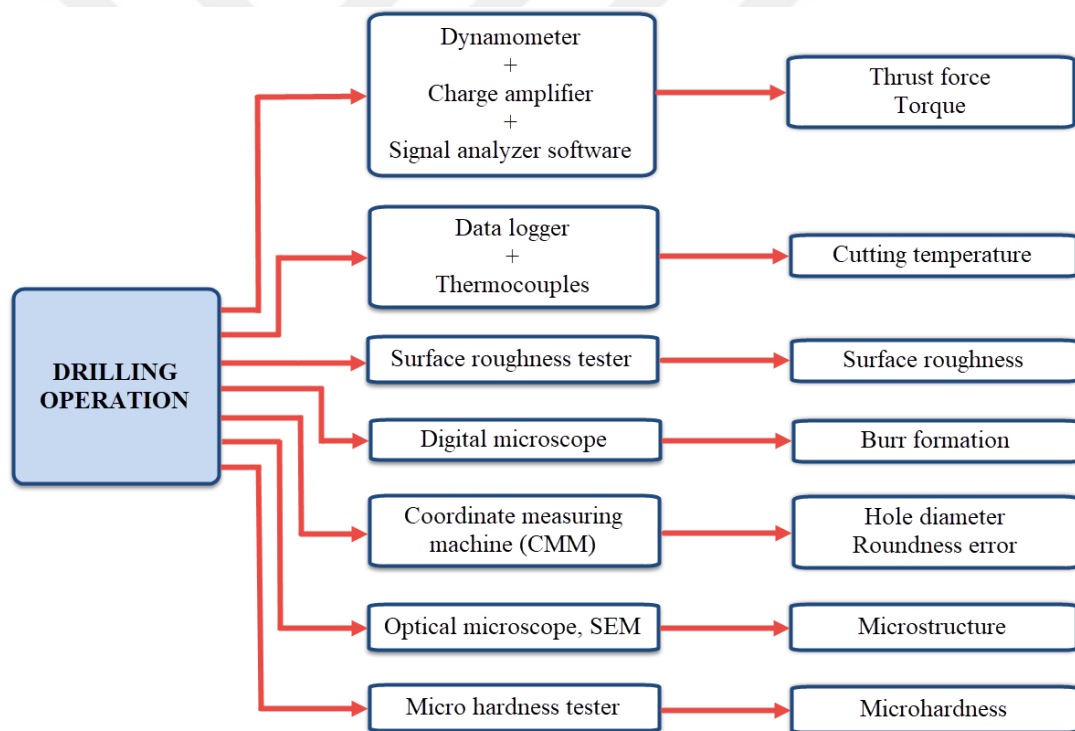 Dynamometer
+
Charge amplifier
+
Signal analyzer software
Thrust force
Torque
Data logger
+
Thermocouples
Cutting temperature
DRILLING
OPERATION
Surface roughness tester
Surface roughness
Digital microscope
Burr formation
Coordinate measuring
machine (CMM)
Hole diameter
Roundness error
Optical microscope, SEM
Microstructure
Micro hardness tester
Microhardness